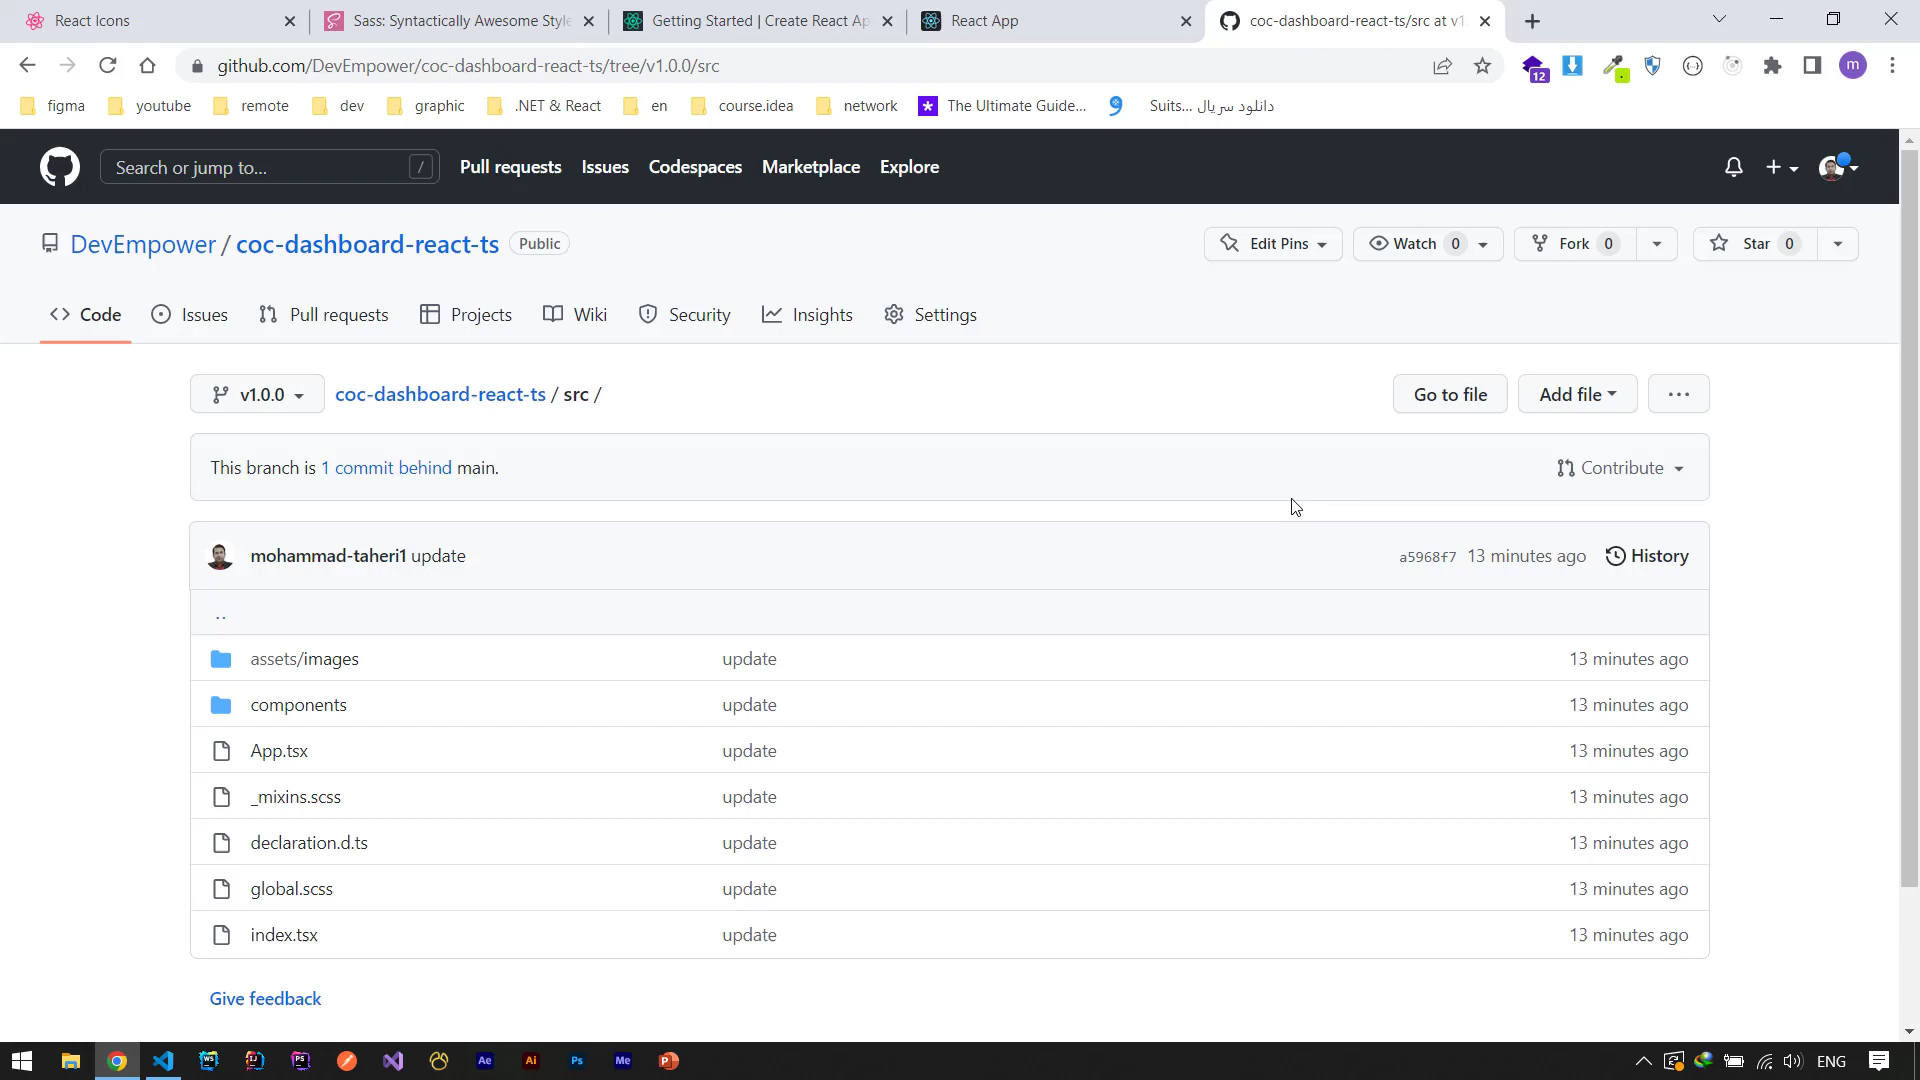 React Icons
Sass: Syntactically Awesome Style
Getting Started | Create React Ap
React App
coc-dashboard-react-ts/src at v1
github.com/DevEmpower/coc-dashboard-react-ts/tree/v1.0.0/src
12
m
figma
youtube
remote
dev
graphic
.NET & React
en
course.idea
network
The Ultimate Guide...
دانلود سریال Suits...
Search or jump to...
/
Pull requests
Issues
Codespaces
Marketplace
Explore
DevEmpower / coc-dashboard-react-ts
Public
Edit Pins
Watch 0
Fork 0
Star 0
Code
Issues
Pull requests
Projects
Wiki
Insights
Security
Settings
v1.0.0
coc-dashboard-react-ts / src /
Go to file
Add file
...
This branch is 1 commit behind main.
Contribute
mohammad-taheri1 update
a5968f7 13 minutes ago
History
..
assets/images update 13 minutes ago
components update 13 minutes ago
App.tsx update 13 minutes ago
_mixins.scss update 13 minutes ago
declaration.d.ts update 13 minutes ago
global.scss update 13 minutes ago
index.tsx update 13 minutes ago
Give feedback
WS
IJ
PS
Ae
Ai
Ps
Me
P
ENG